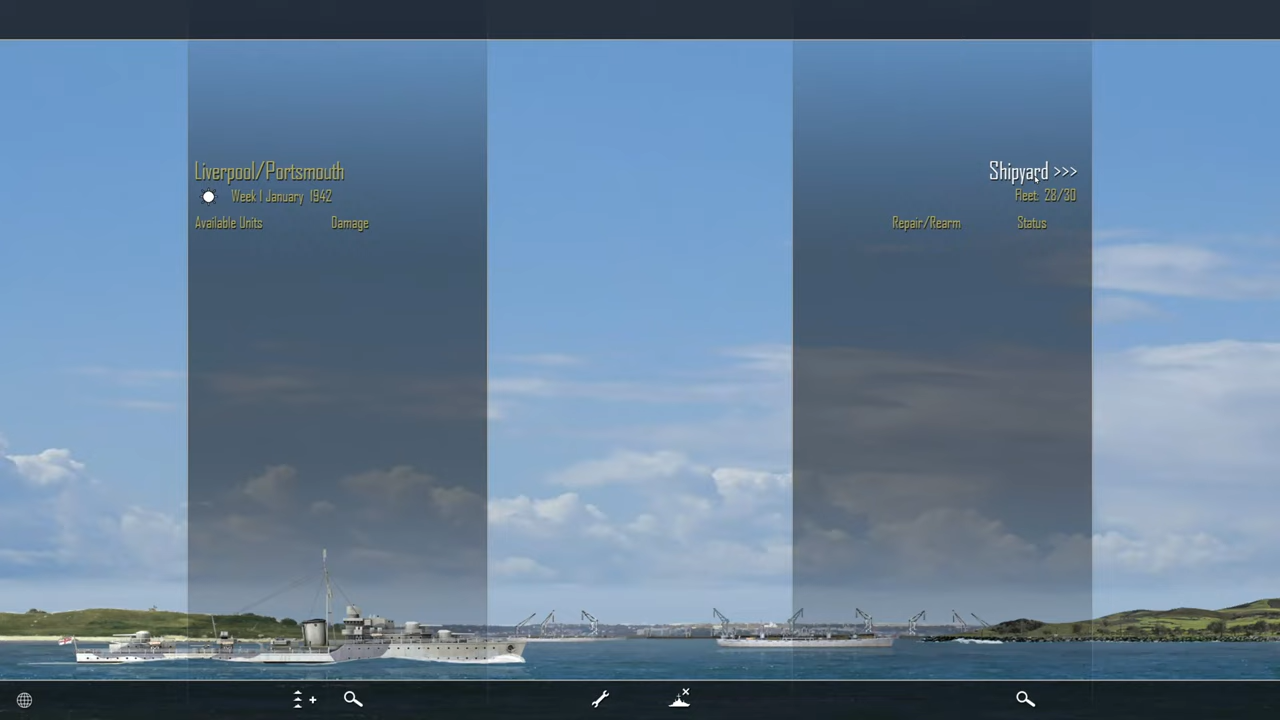 Liverpool/Portsmouth
Week 1 January 1942
Available Units Damage
Shipyard >>>
Fleet: 28/30
Repair/Rearm Status